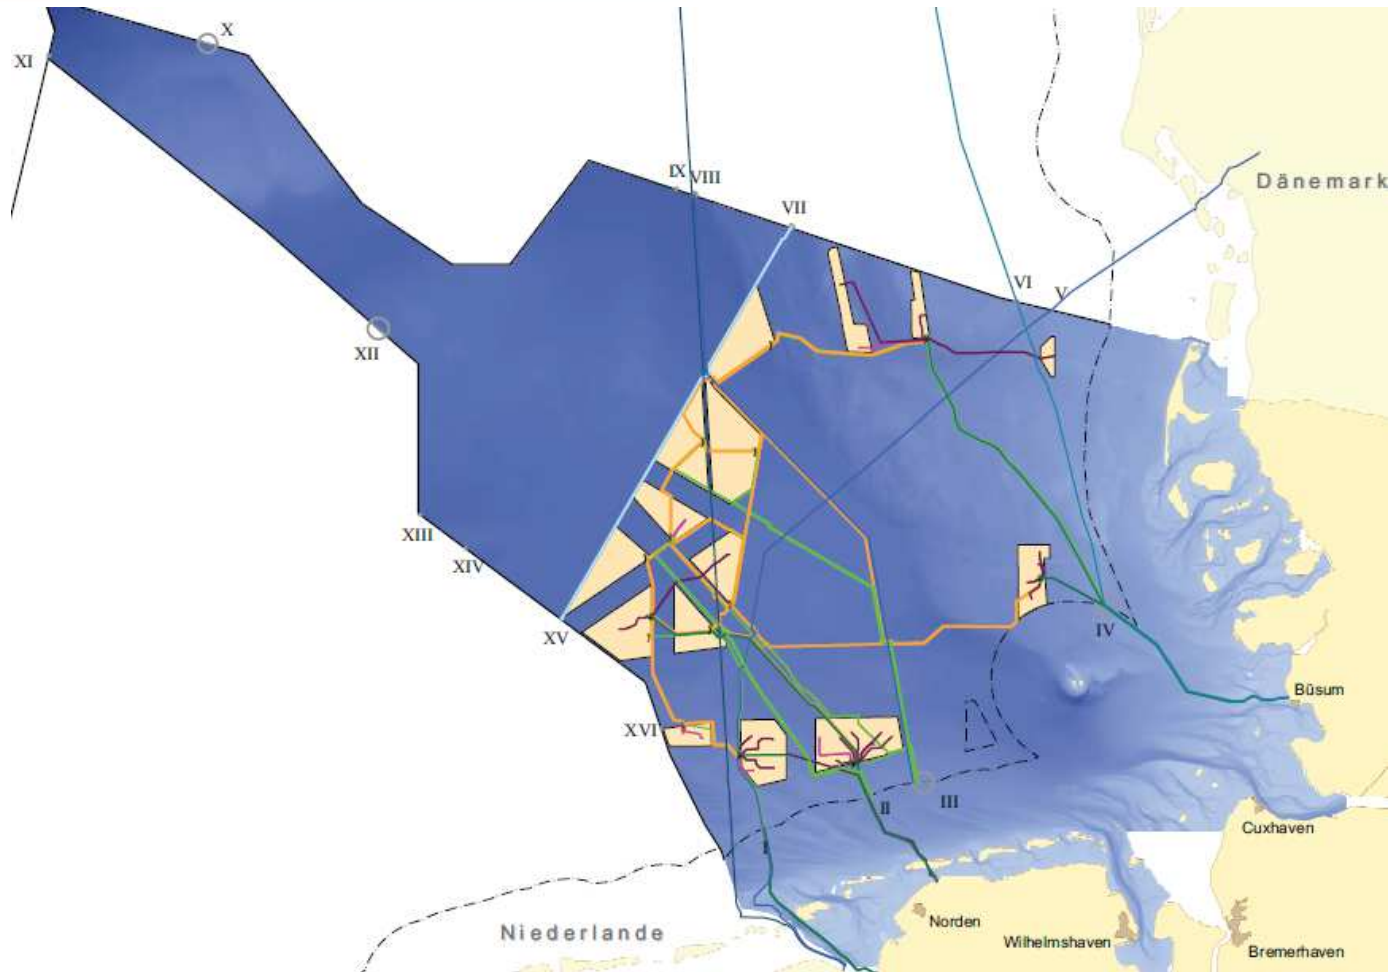 X
XI
IX VIII
Dänemark
VII
VI
V
XII
XIII
XIV
XV
IV
Büsum
XVI
II
III
Cuxhaven
I
Norden
Niederlande
Wilhelmshaven
Bremerhaven